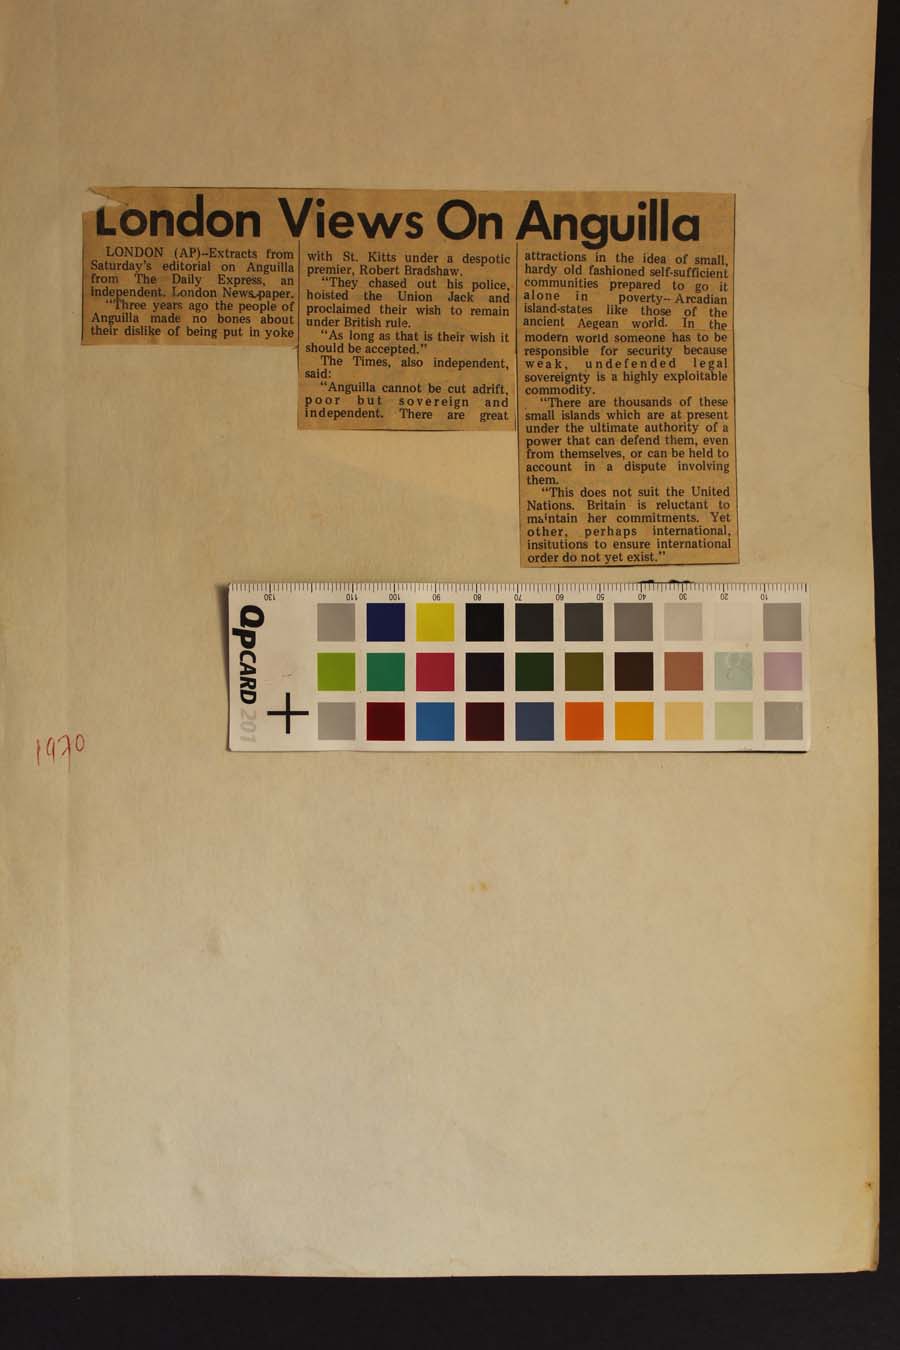 London Views On Anguilla
LONDON (AP)--Extracts from
Saturday's editorial on Anguilla
from The Daily Express, an
independent. London News-paper.
"Three years ago the people of
Anguilla made no bones about
their dislike of being put in yoke
with St. Kitts under a despotic
premier, Robert Bradshaw.
"They chased out his police,
hoisted the Union Jack and
proclaimed their wish to remain
under British rule.
"As long as that is their wish it
should be accepted."
The Times, also independent,
said:
"Anguilla cannot be cut adrift,
poor but sovereign and
independent. There are great
attractions in the idea of small,
hardy old fashioned self-sufficient
communities prepared to go it
alone in poverty-- Arcadian
island-states like those of the
ancient Aegean world. In the
modern world someone has to be
responsible for security because
weak, undefended legal
sovereignty is a highly exploitable
commodity.
"There are thousands of these
small islands which are at present
under the ultimate authority of a
power that can defend them, even
from themselves, or can be held to
account in a dispute involving
them.
"This does not suit the United
Nations. Britain is reluctant to
maintain her commitments. Yet
other, perhaps international,
insitutions to ensure international
order do not yet exist."
130 110 100 90 80 70 60 50 40 30 20 10
QPCARD 201
1970